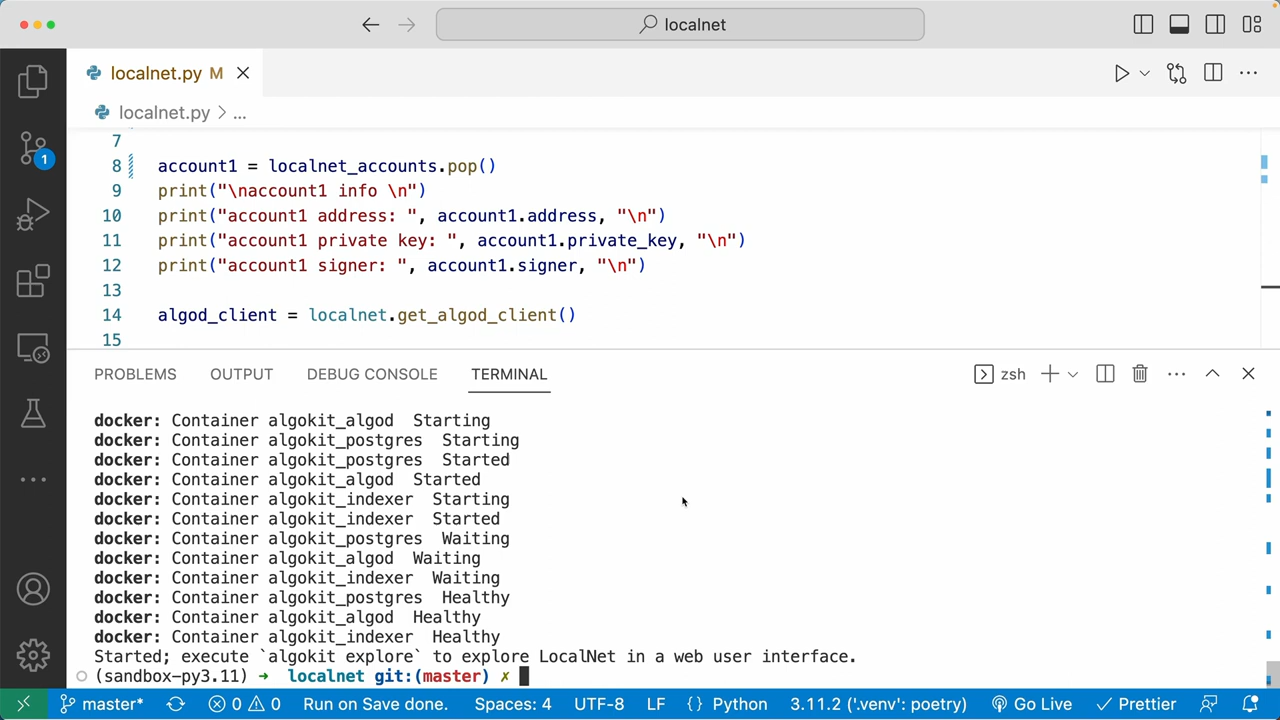 localnet
localnet.py M
localnet.py > ...
7
8 account1 = localnet_accounts.pop()
9 print("\naccount1 info \n")
10 print("account1 address: ", account1.address, "\n")
11 print("account1 private key: ", account1.private_key, "\n")
12 print("account1 signer: ", account1.signer, "\n")
13
14 algod_client = localnet.get_algod_client()
15
1
PROBLEMS OUTPUT DEBUG CONSOLE TERMINAL zsh
docker: Container algokit_algod  Starting
docker: Container algokit_postgres  Starting
docker: Container algokit_postgres  Started
docker: Container algokit_algod  Started
docker: Container algokit_indexer  Starting
docker: Container algokit_indexer  Started
docker: Container algokit_postgres  Waiting
docker: Container algokit_algod  Waiting
docker: Container algokit_indexer  Waiting
docker: Container algokit_postgres  Healthy
docker: Container algokit_algod  Healthy
docker: Container algokit_indexer  Healthy
Started; execute `algokit explore` to explore LocalNet in a web user interface.
(sandbox-py3.11) → localnet git:(master) ✗
master* 0 0 Run on Save done. Spaces: 4 UTF-8 LF {} Python 3.11.2 ('.venv': poetry) Go Live Prettier